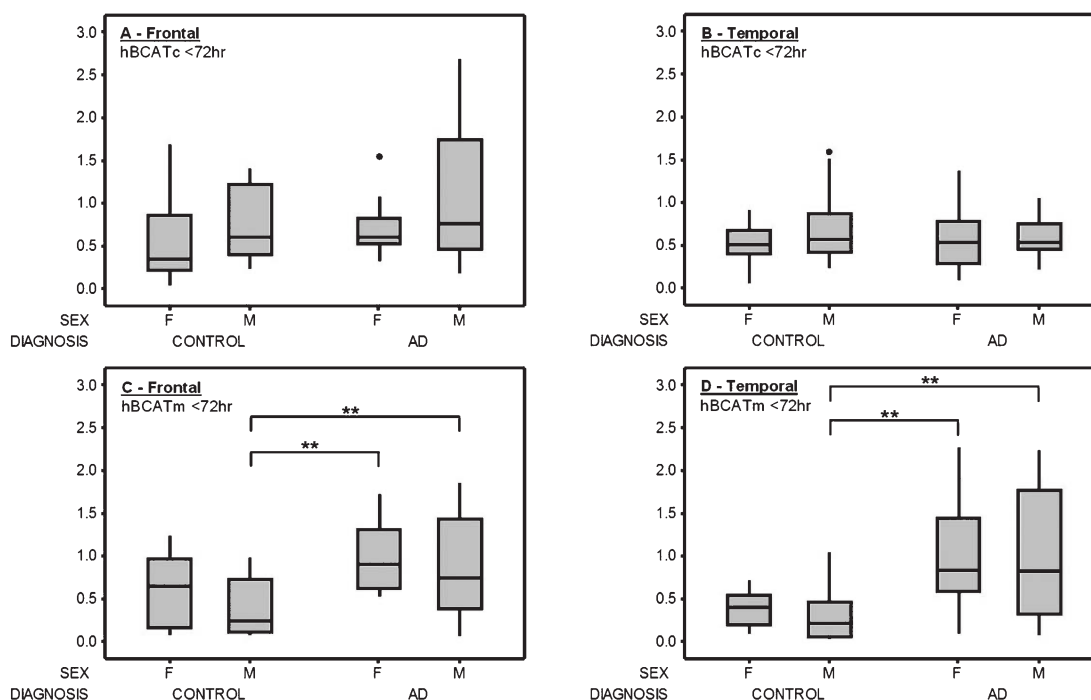 A - Frontal
hBCATc <72hr
3.0
2.5
2.0
1.5
1.0
0.5
0.0
SEX F M F M
DIAGNOSIS CONTROL AD
B - Temporal
hBCATc <72hr
3.0
2.5
2.0
1.5
1.0
0.5
0.0
SEX F M F M
DIAGNOSIS CONTROL AD
C - Frontal
hBCATm <72hr
3.0
2.5
2.0
1.5
1.0
0.5
0.0
**
**
SEX F M F M
DIAGNOSIS CONTROL AD
D - Temporal
hBCATm <72hr
3.0
2.5
2.0
1.5
1.0
0.5
0.0
**
**
SEX F M F M
DIAGNOSIS CONTROL AD